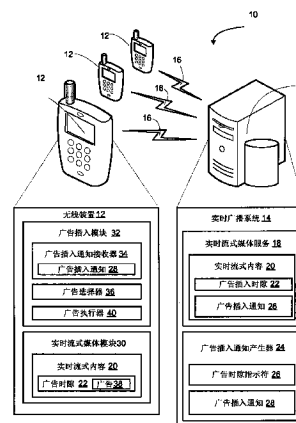 10
12
12
12
16
18
16
无线装置 12
广告插入模块 32
广告插入通知接收器 34
广告插入通知 28
广告选择器 36
广告执行器 40
实时流式媒体模块30
实时流式内容 20
广告时隙 22 广告 38
实时广播系统 14
实时流式媒体服务 18
实时流式内容 20
广告插入时隙 22
广告插入通知 28
广告插入通知产生器 24
广告时隙指示符 26
广告插入通知 28